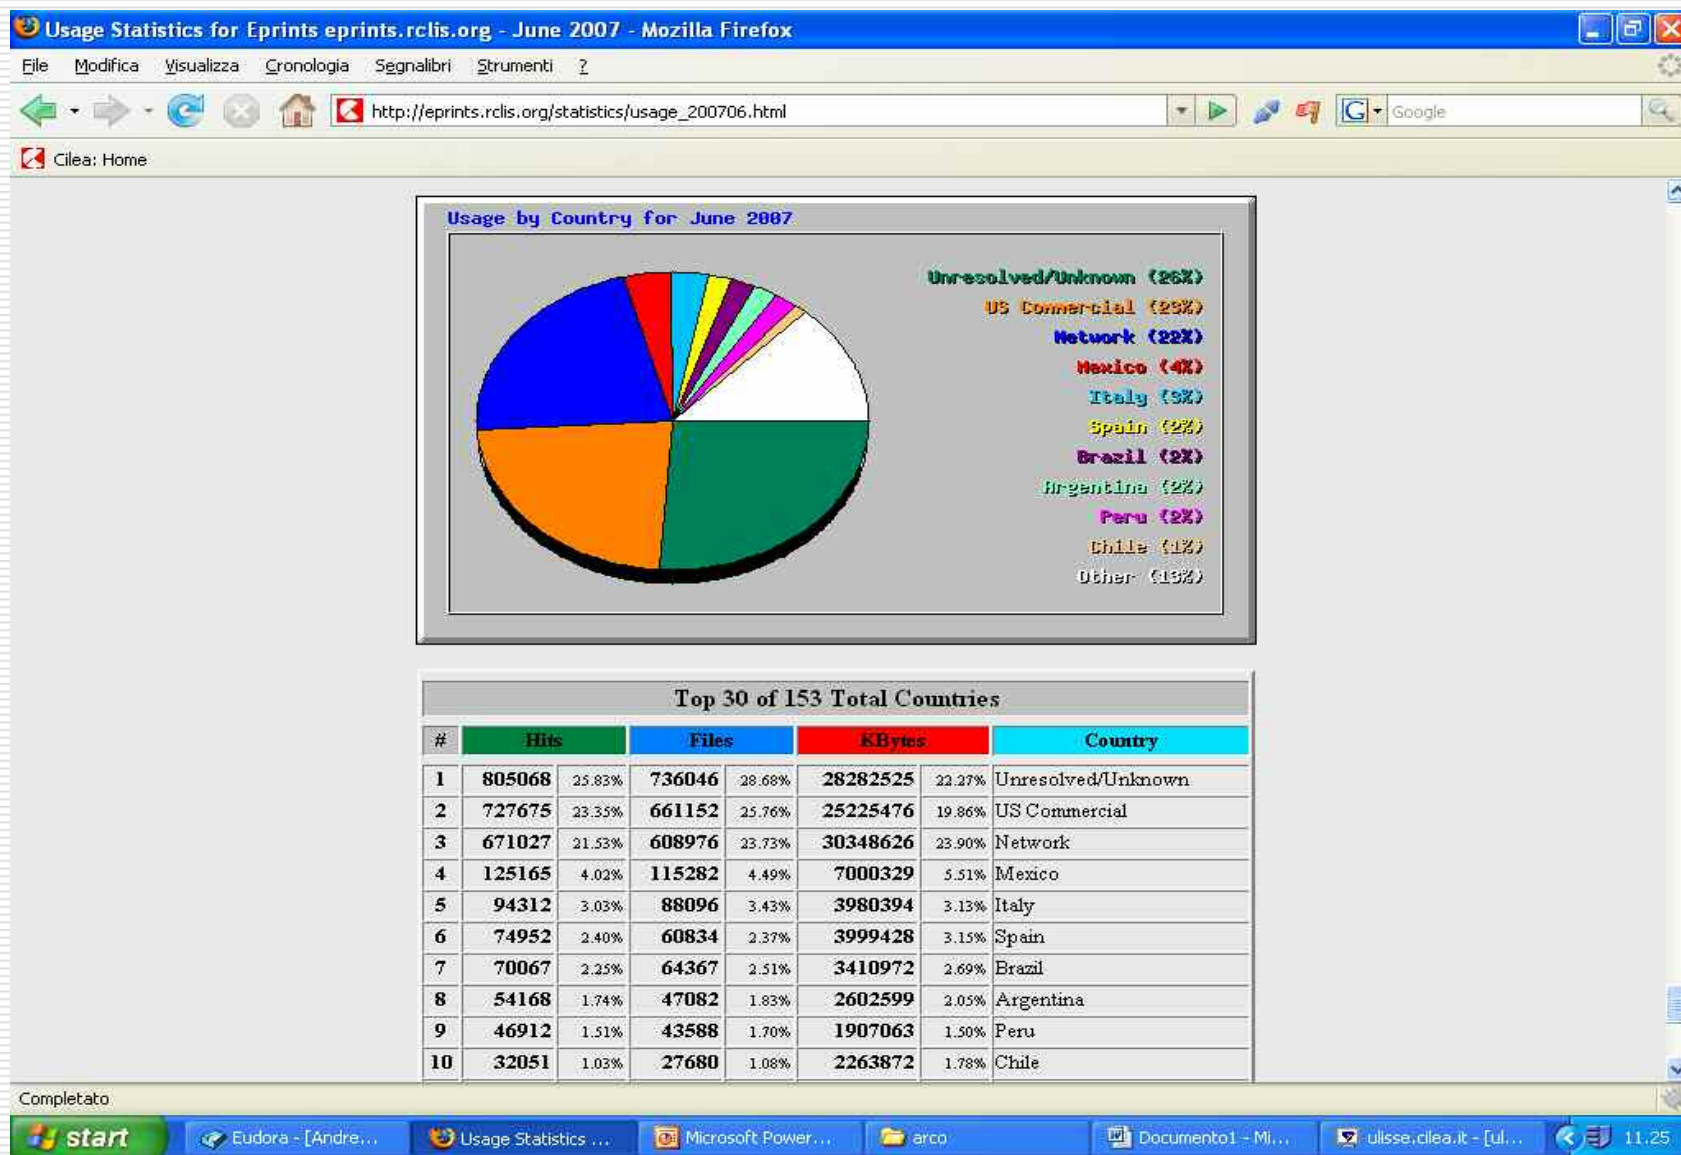 Usage Statistics for Eprints eprints.rclis.org - June 2007 - Mozilla Firefox
File Modifica Visualizza Cronologia Segnalibri Strumenti ?
http://eprints.rclis.org/statistics/usage_200706.html
G Google
Cilea: Home
Usage by Country for June 2007
Unresolved/Unknown (26%)
US Commercial (23%)
Network (22%)
Mexico (4%)
Italy (3%)
Spain (2%)
Brazil (2%)
Argentina (2%)
Peru (2%)
Chile (1%)
Other (13%)
Top 30 of 153 Total Countries
# Hits Files KBytes Country
1 805068 25.83% 736046 28.68% 28282525 22.27% Unresolved/Unknown
2 727675 23.35% 661152 25.76% 25225476 19.86% US Commercial
3 671027 21.53% 608976 23.73% 30348626 23.90% Network
4 125165 4.02% 115282 4.49% 7000329 5.51% Mexico
5 94312 3.03% 88096 3.43% 3980394 3.13% Italy
6 74952 2.40% 60834 2.37% 3999428 3.15% Spain
7 70067 2.25% 64367 2.51% 3410972 2.69% Brazil
8 54168 1.74% 47082 1.83% 2602599 2.05% Argentina
9 46912 1.51% 43588 1.70% 1907063 1.50% Peru
10 32051 1.03% 27680 1.08% 2263872 1.78% Chile
Completato
start Eudora - [Andre... Usage Statistics ... Microsoft Power... arco Documento1 - Mi... ulisse.cilea.it - [ul... 11.25